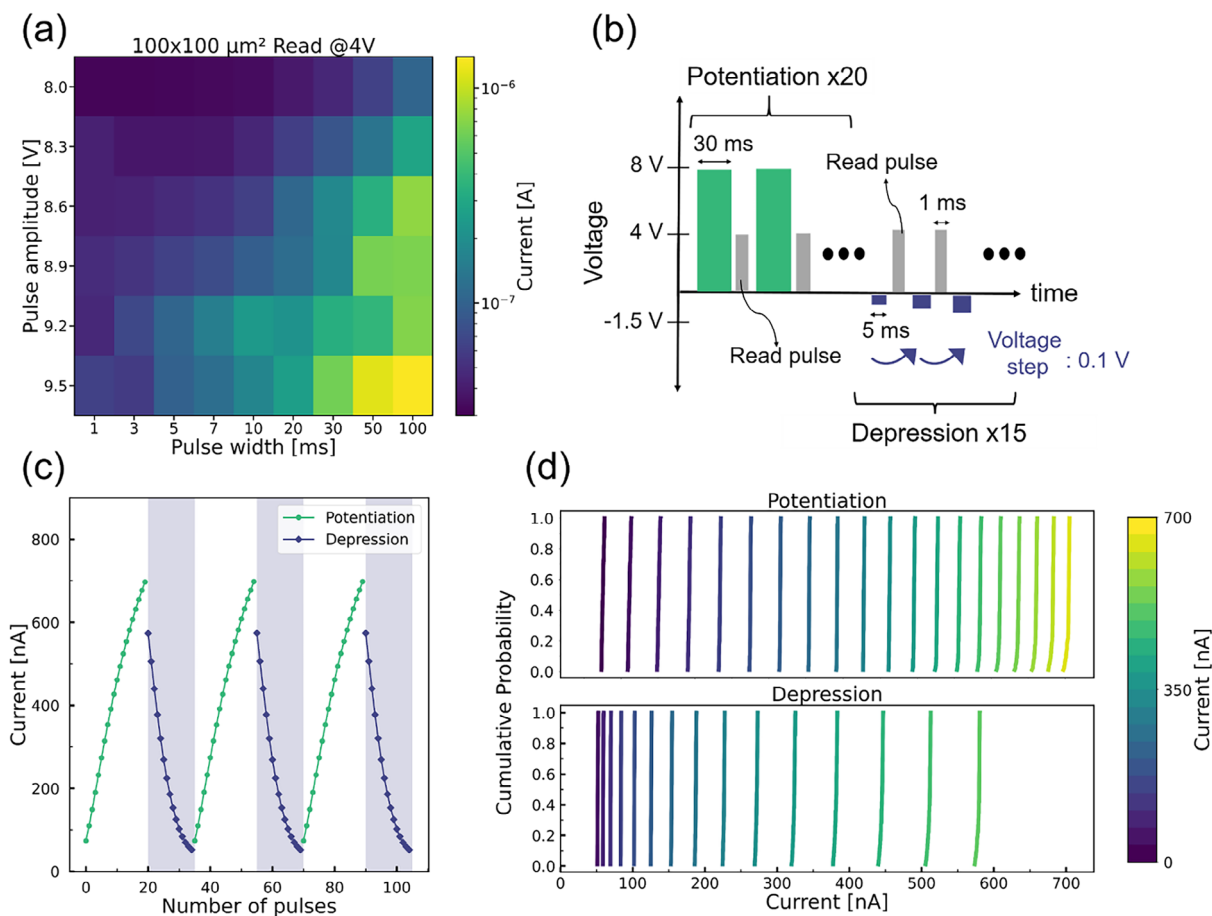 (a)
100x100 µm² Read @4V
Pulse amplitude [V]
8.0
8.3
8.6
8.9
9.2
9.5
1 3 5 7 10 20 30 50 100
Pulse width [ms]
10⁻⁶
10⁻⁷
Current [A]
(b)
Potentiation x20
30 ms
Read pulse
8 V
1 ms
4 V
Voltage
time
-1.5 V
5 ms
Read pulse
Voltage
step : 0.1 V
Depression x15
(c)
Potentiation
Depression
Current [nA]
800
600
400
200
0
0 20 40 60 80 100
Number of pulses
(d)
Potentiation
1.0
0.8
0.6
0.4
0.2
0.0
Cumulative Probability
Depression
1.0
0.8
0.6
0.4
0.2
0.0
0 100 200 300 400 500 600 700
Current [nA]
700
350
0
Current [nA]